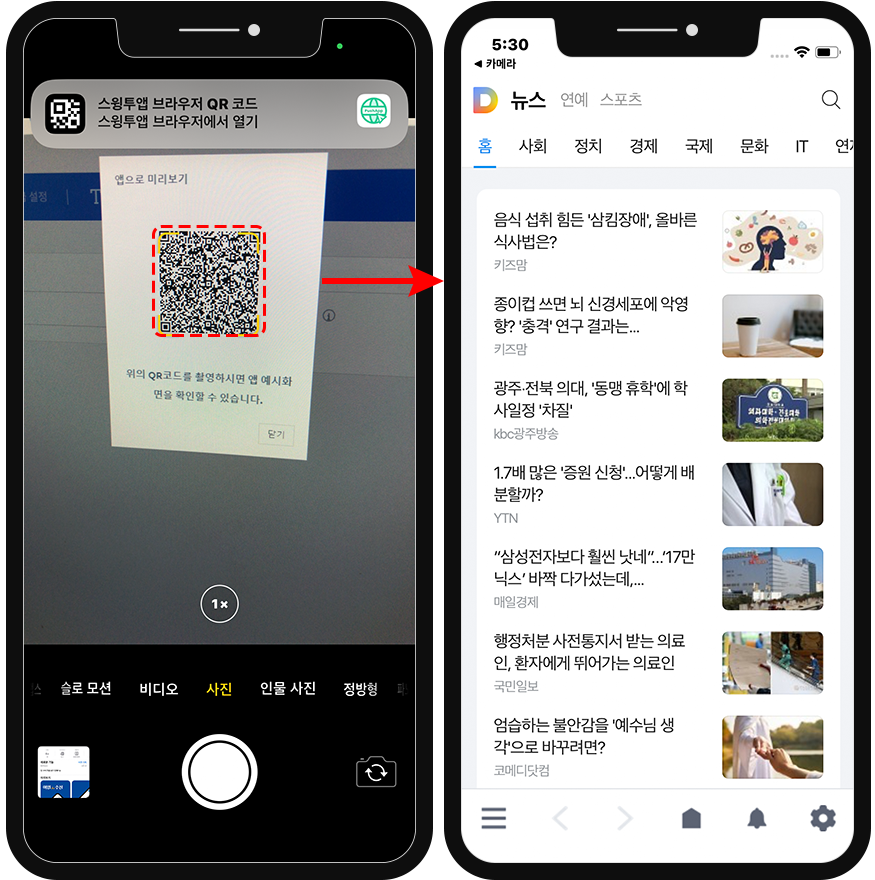 스윙투앱 브라우저 QR 코드
스윙투앱 브라우저에서 열기
설정
T
앱으로 미리보기
위의 QR코드를 촬영하시면 앱 예시화
면을 확인할 수 있습니다.
닫기
1×
슬로 모션 비디오 사진 인물 사진 정방형
5:30
◀ 카메라
D 뉴스 연예 스포츠
홈 사회 정치 경제 국제 문화 IT
음식 섭취 힘든 '삼킴장애', 올바른
식사법은?
키즈맘
종이컵 쓰면 뇌 신경세포에 악영
향? '충격' 연구 결과는...
키즈맘
광주·전북 의대, '동맹 휴학'에 학
사일정 '차질'
kbc광주방송
1.7배 많은 '증원 신청'...어떻게 배
분할까?
YTN
“삼성전자보다 훨씬 낫네”…‘17만
닉스’ 바짝 다가섰는데,...
매일경제
행정처분 사전통지서 받는 의료
인, 환자에게 뛰어가는 의료인
국민일보
엄습하는 불안감을 '예수님 생
각'으로 바꾸려면?
코메디닷컴